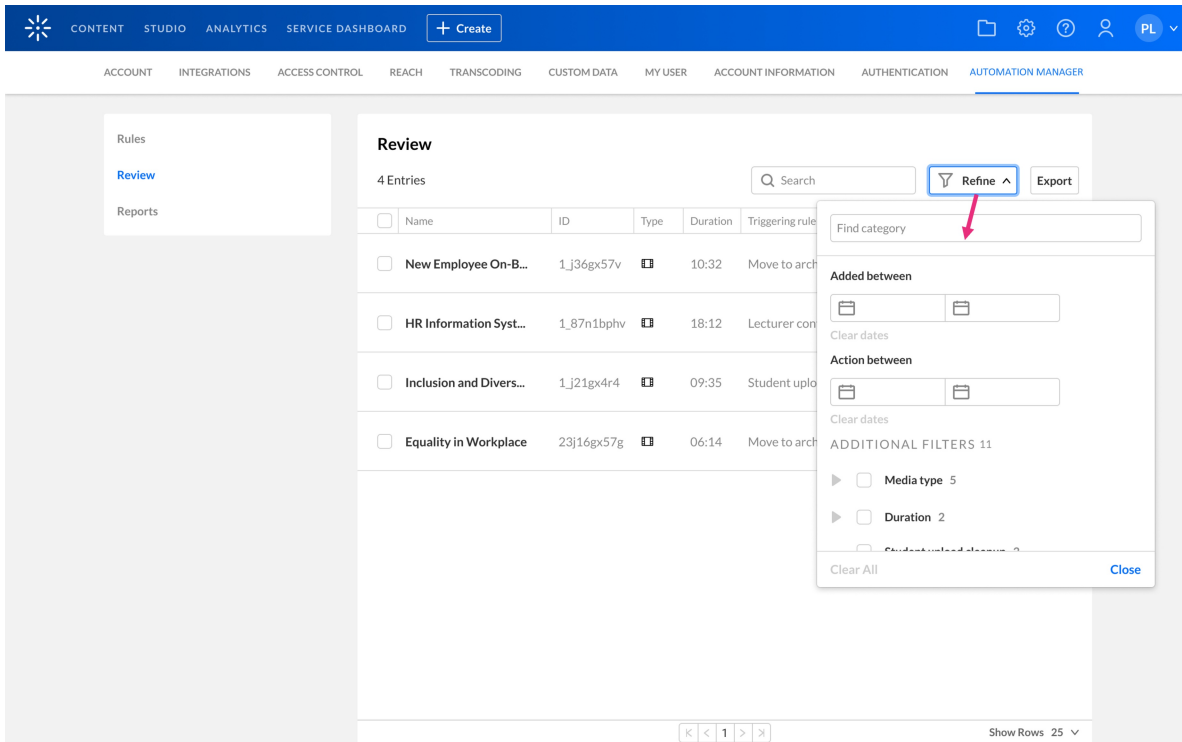 CONTENT STUDIO ANALYTICS SERVICE DASHBOARD + Create PL
ACCOUNT INTEGRATIONS ACCESS CONTROL REACH TRANSCODING CUSTOM DATA MY USER ACCOUNT INFORMATION AUTHENTICATION AUTOMATION MANAGER
Rules
Review
Reports
Review
4 Entries Search Refine Export
Name ID Type Duration Triggering rule
New Employee On-B... 1_j36gx57v 10:32 Move to arch
HR Information Syst... 1_87n1bphv 18:12 Lecturer con
Inclusion and Divers... 1_j21gx4r4 09:35 Student uplo
Equality in Workplace 23j16gx57g 06:14 Move to arch
Find category
Added between
Clear dates
Action between
Clear dates
ADDITIONAL FILTERS 11
Media type 5
Duration 2
Student upload cleanup
Clear All Close
1 Show Rows 25